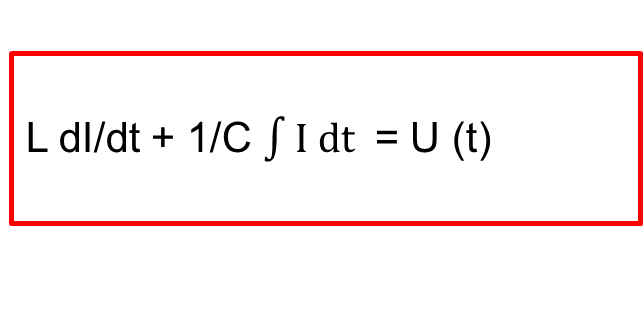 L dI/dt + 1/C ∫ I dt = U (t)